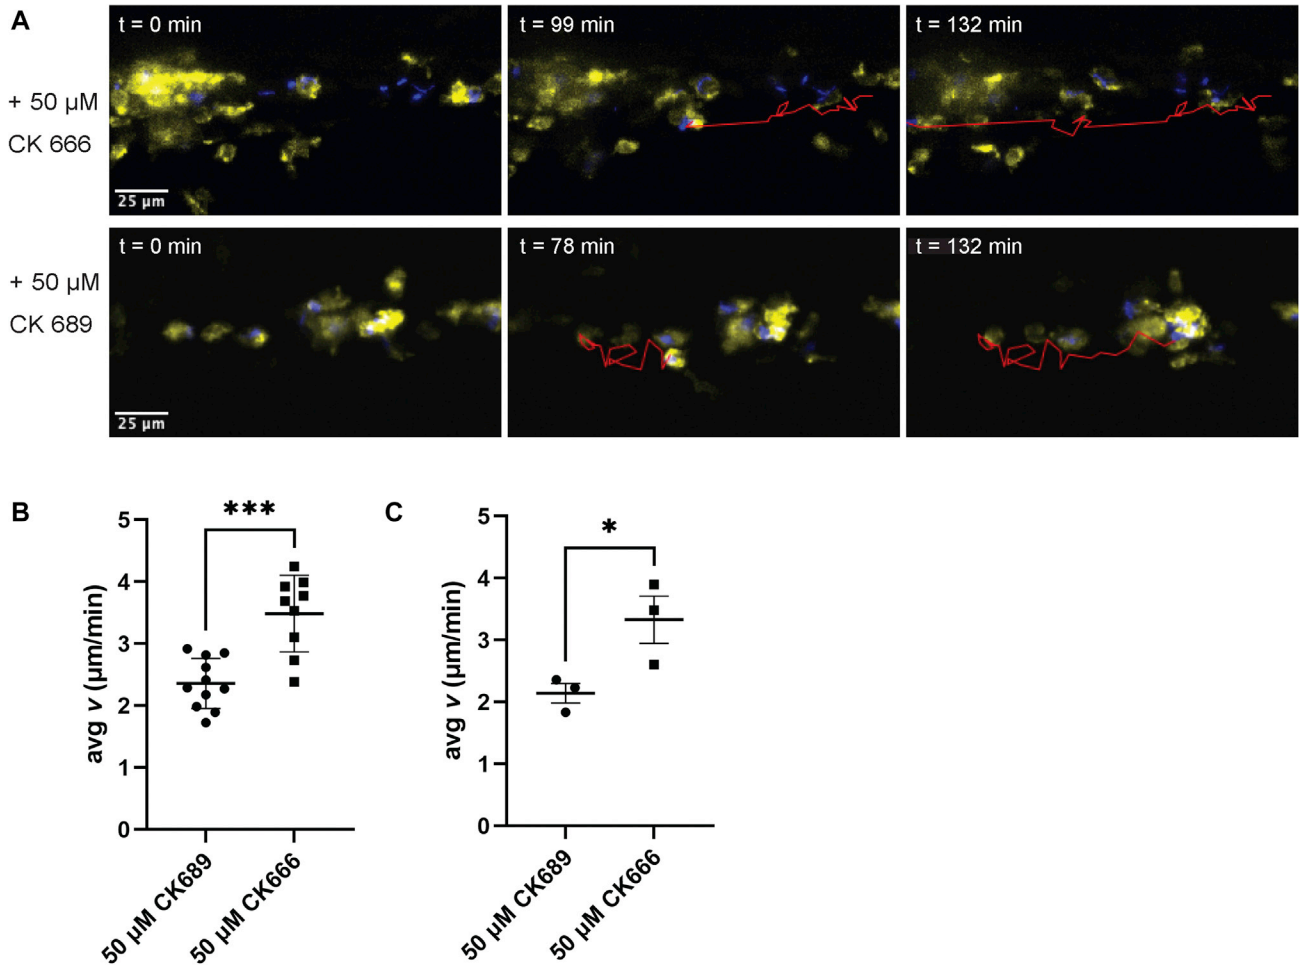 A
t = 0 min
t = 99 min
t = 132 min
+ 50 µM
CK 666
25 µm
t = 0 min
t = 78 min
t = 132 min
+ 50 µM
CK 689
25 µm
B
***
5
4
3
2
1
0
avg v (µm/min)
50 µM CK689
50 µM CK666
C
*
5
4
3
2
1
0
avg v (µm/min)
50 µM CK689
50 µM CK666